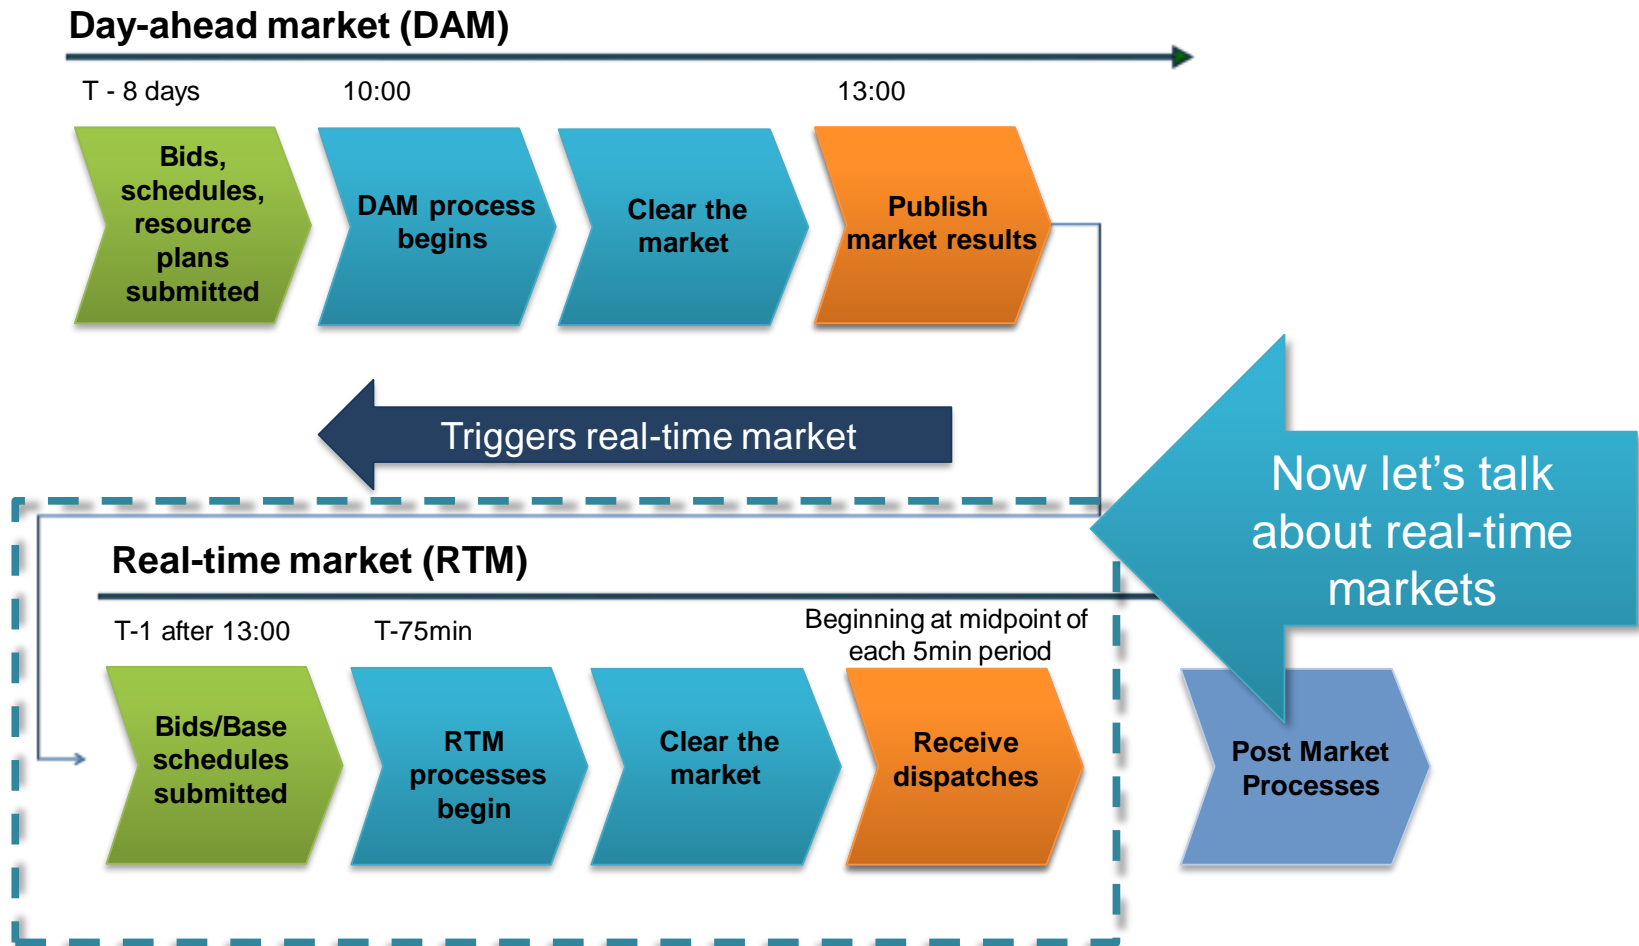 Day-ahead market (DAM)
T - 8 days
10:00
13:00
Bids,
schedules,
resource
plans
submitted
DAM process
begins
Clear the
market
Publish
market results
Triggers real-time market
Now let’s talk
about real-time
markets
Real-time market (RTM)
T-1 after 13:00
T-75min
Beginning at midpoint of
each 5min period
Bids/Base
schedules
submitted
RTM
processes
begin
Clear the
market
Receive
dispatches
Post Market
Processes